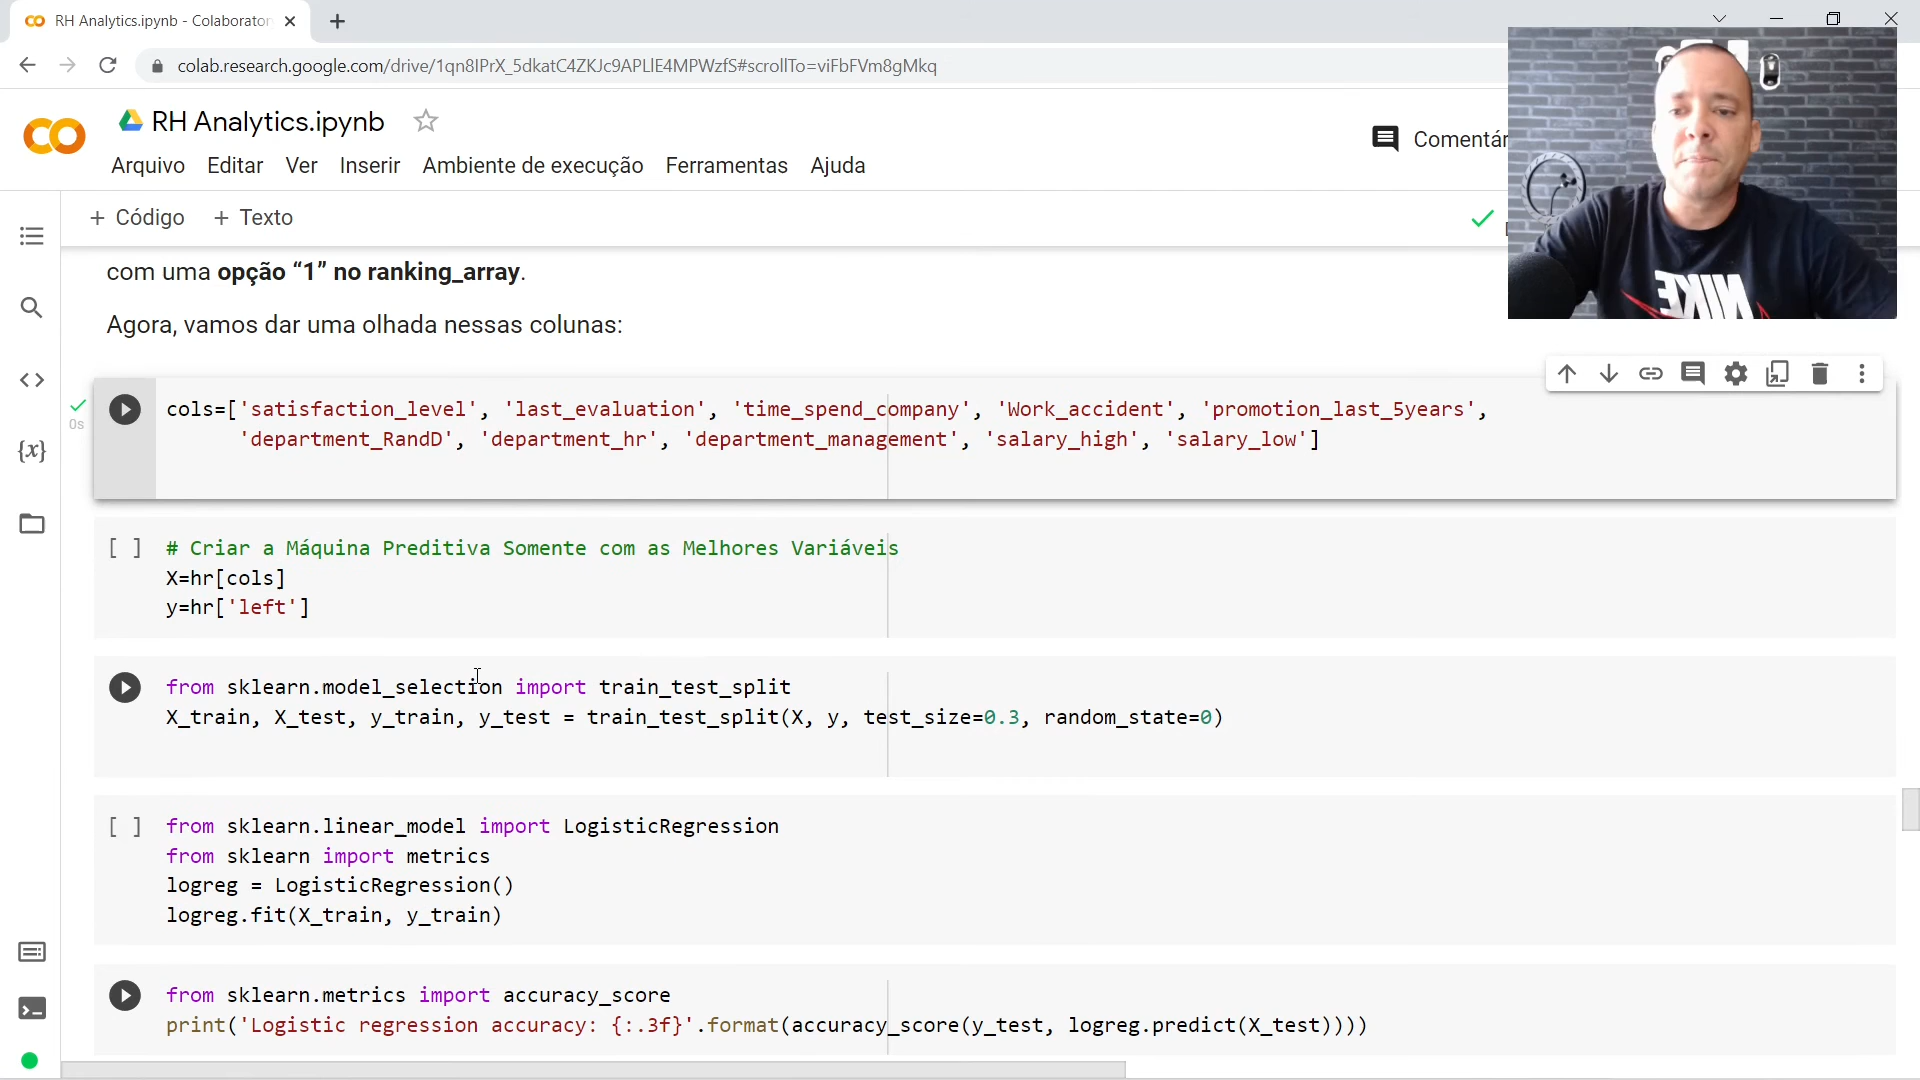 RH Analytics.ipynb - Colaborator
colab.research.google.com/drive/1qn8IPrX_5dkatC4ZKJc9APLlE4MPWzfS#scrollTo=viFbFVm8gMkq
RH Analytics.ipynb
Comentár
Arquivo Editar Ver Inserir Ambiente de execução Ferramentas Ajuda
+ Código + Texto
com uma opção “1” no ranking_array.
Agora, vamos dar uma olhada nessas colunas:
0s
cols=['satisfaction_level', 'last_evaluation', 'time_spend_company', 'Work_accident', 'promotion_last_5years',
'department_RandD', 'department_hr', 'department_management', 'salary_high', 'salary_low']
[ ] # Criar a Máquina Preditiva Somente com as Melhores Variáveis
X=hr[cols]
y=hr['left']
from sklearn.model_selection import train_test_split
X_train, X_test, y_train, y_test = train_test_split(X, y, test_size=0.3, random_state=0)
[ ] from sklearn.linear_model import LogisticRegression
from sklearn import metrics
logreg = LogisticRegression()
logreg.fit(X_train, y_train)
from sklearn.metrics import accuracy_score
print('Logistic regression accuracy: {:.3f}'.format(accuracy_score(y_test, logreg.predict(X_test))))
{x}
NIKE